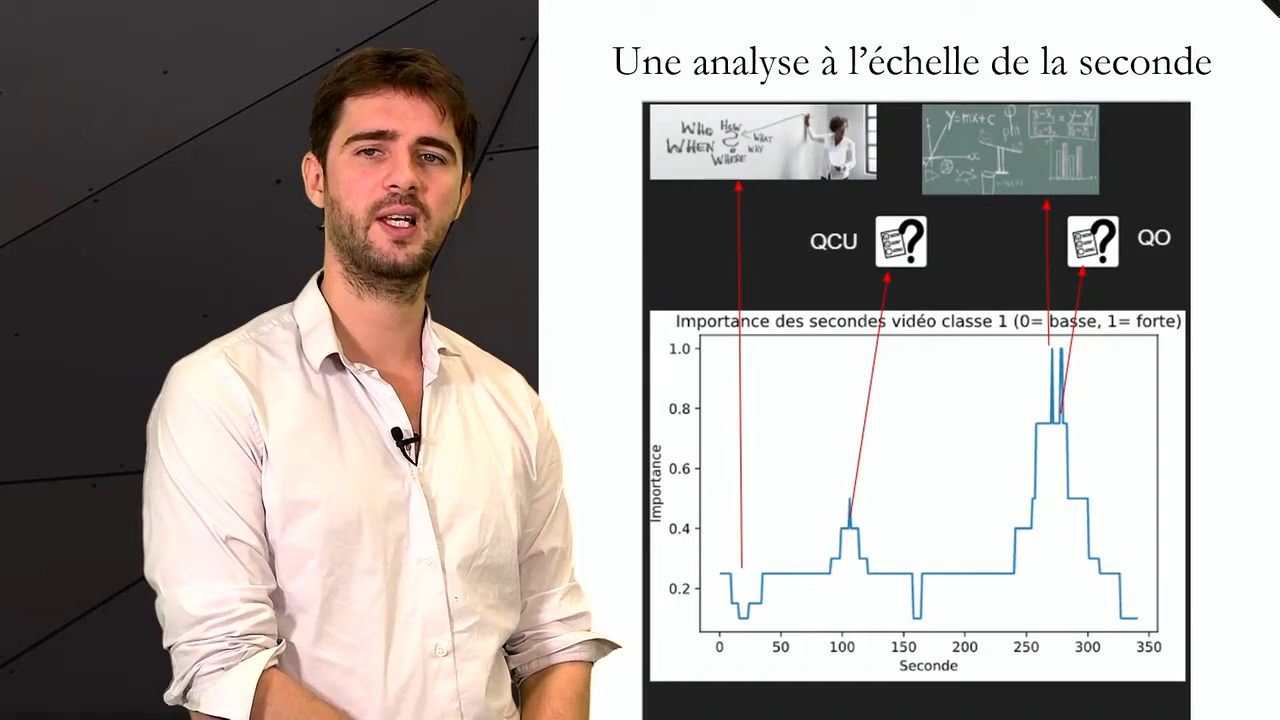 Une analyse à l’échelle de la seconde
WHO HOW
WHEN
WHERE
WHAT
WHY
Y=mx+c
phi
QCU
QO
Importance des secondes vidéo classe 1 (0= basse, 1= forte)
1.0
0.8
0.6
0.4
0.2
Importance
0 50 100 150 200 250 300 350
Seconde